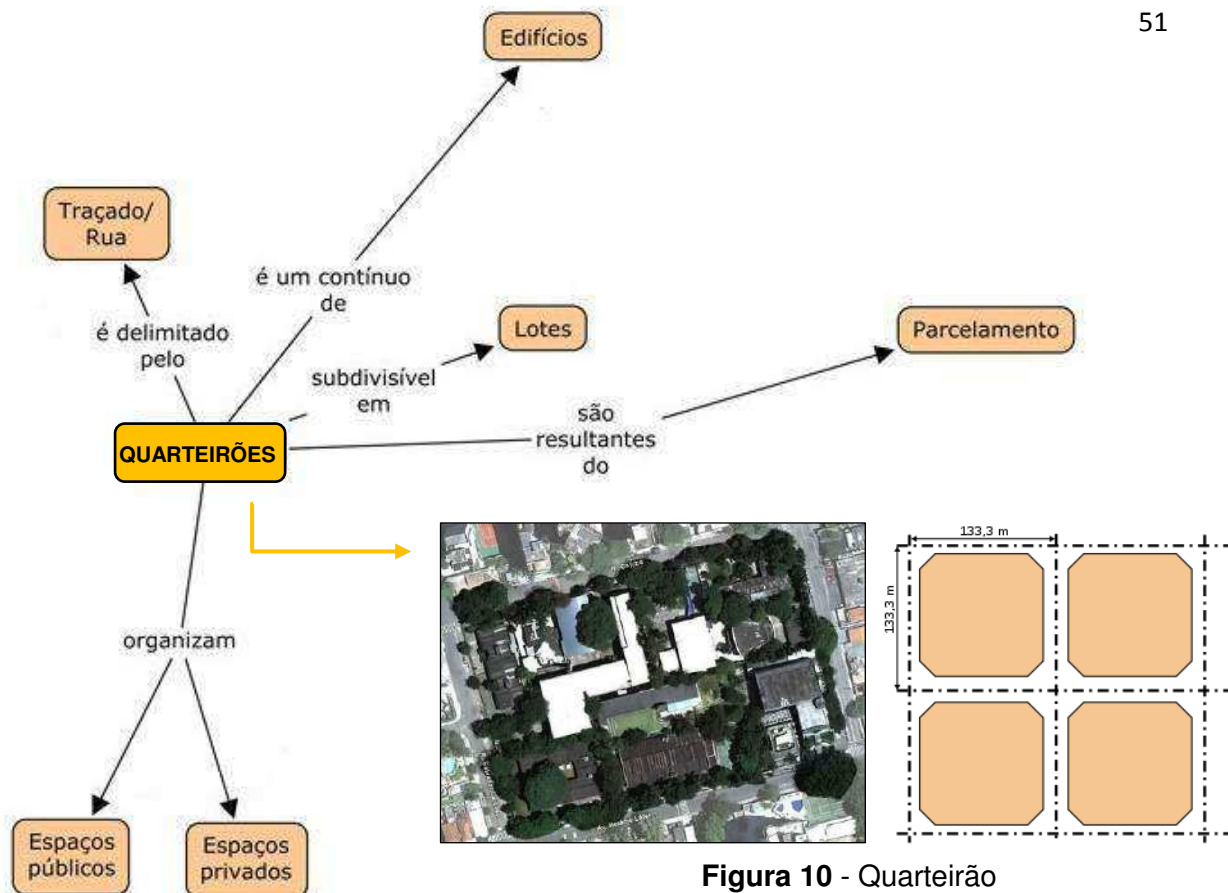 51
Edifícios
Traçado/
Rua
é um contínuo
de
é delimitado
pelo
Lotes
Parcelamento
subdivisível
em
são
resultantes
do
QUARTEIRÕES
133,3 m
133,3 m
organizam
Espaços
públicos
Espaços
privados
Figura 10 - Quarteirão